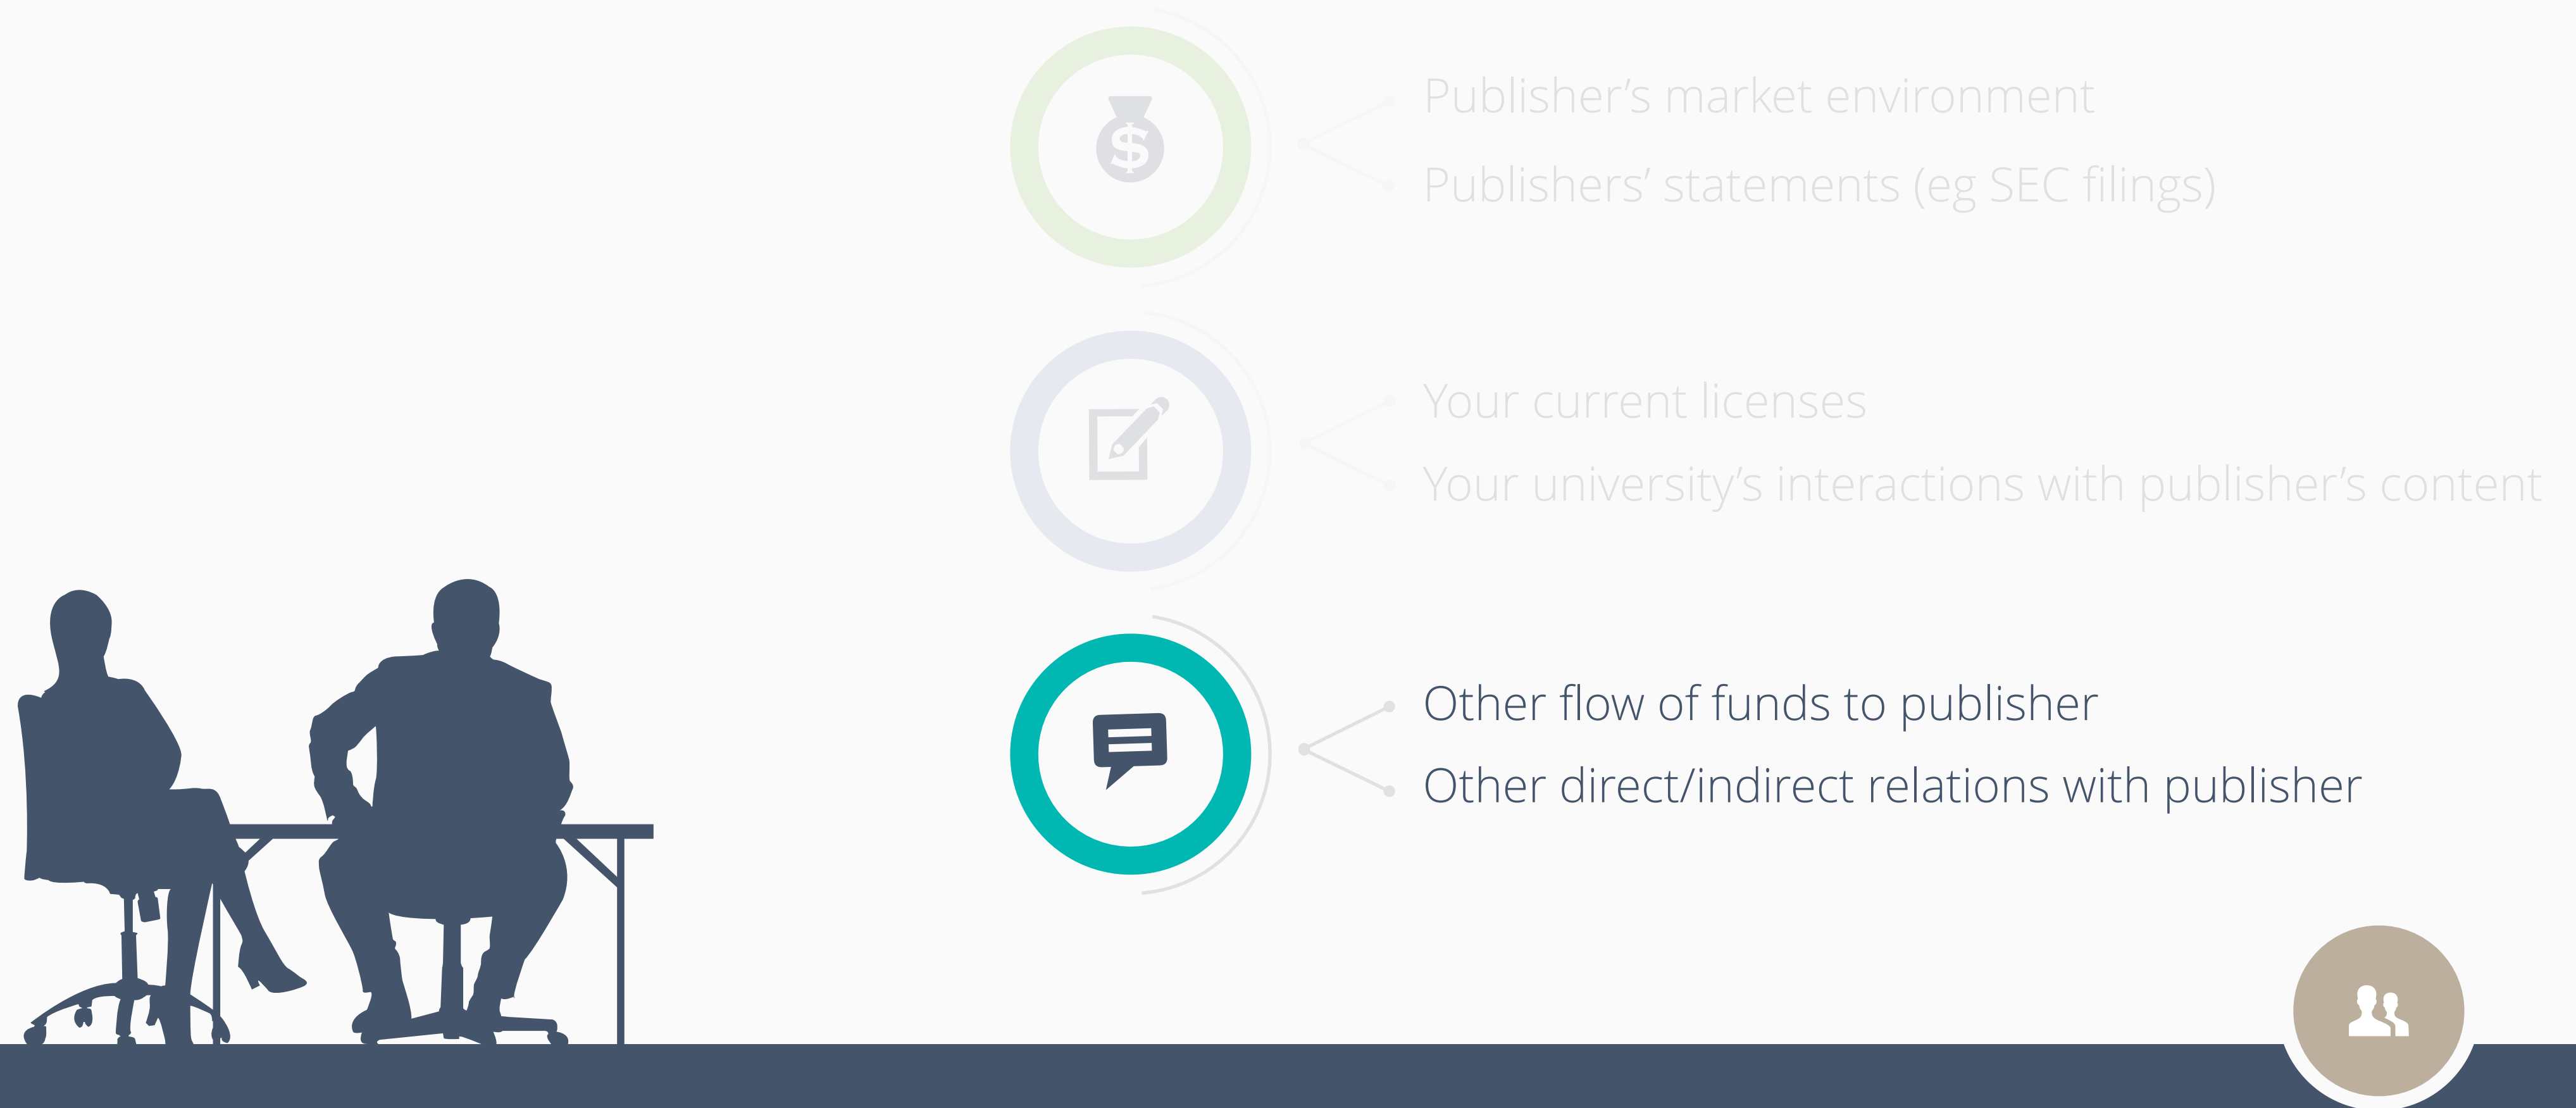 Publisher’s market environment
Publishers’ statements (eg SEC filings)
Your current licenses
Your university’s interactions with publisher’s content
Other flow of funds to publisher
Other direct/indirect relations with publisher